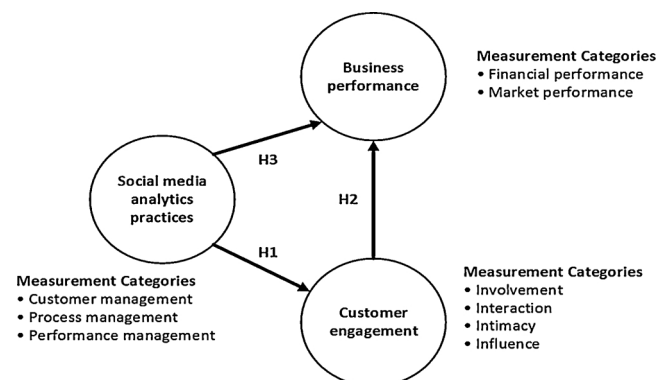 Business
performance
Measurement Categories
• Financial performance
• Market performance
H3
Social media
analytics
practices
H2
H1
Measurement Categories
• Customer management
• Process management
• Performance management
Customer
engagement
Measurement Categories
• Involvement
• Interaction
• Intimacy
• Influence